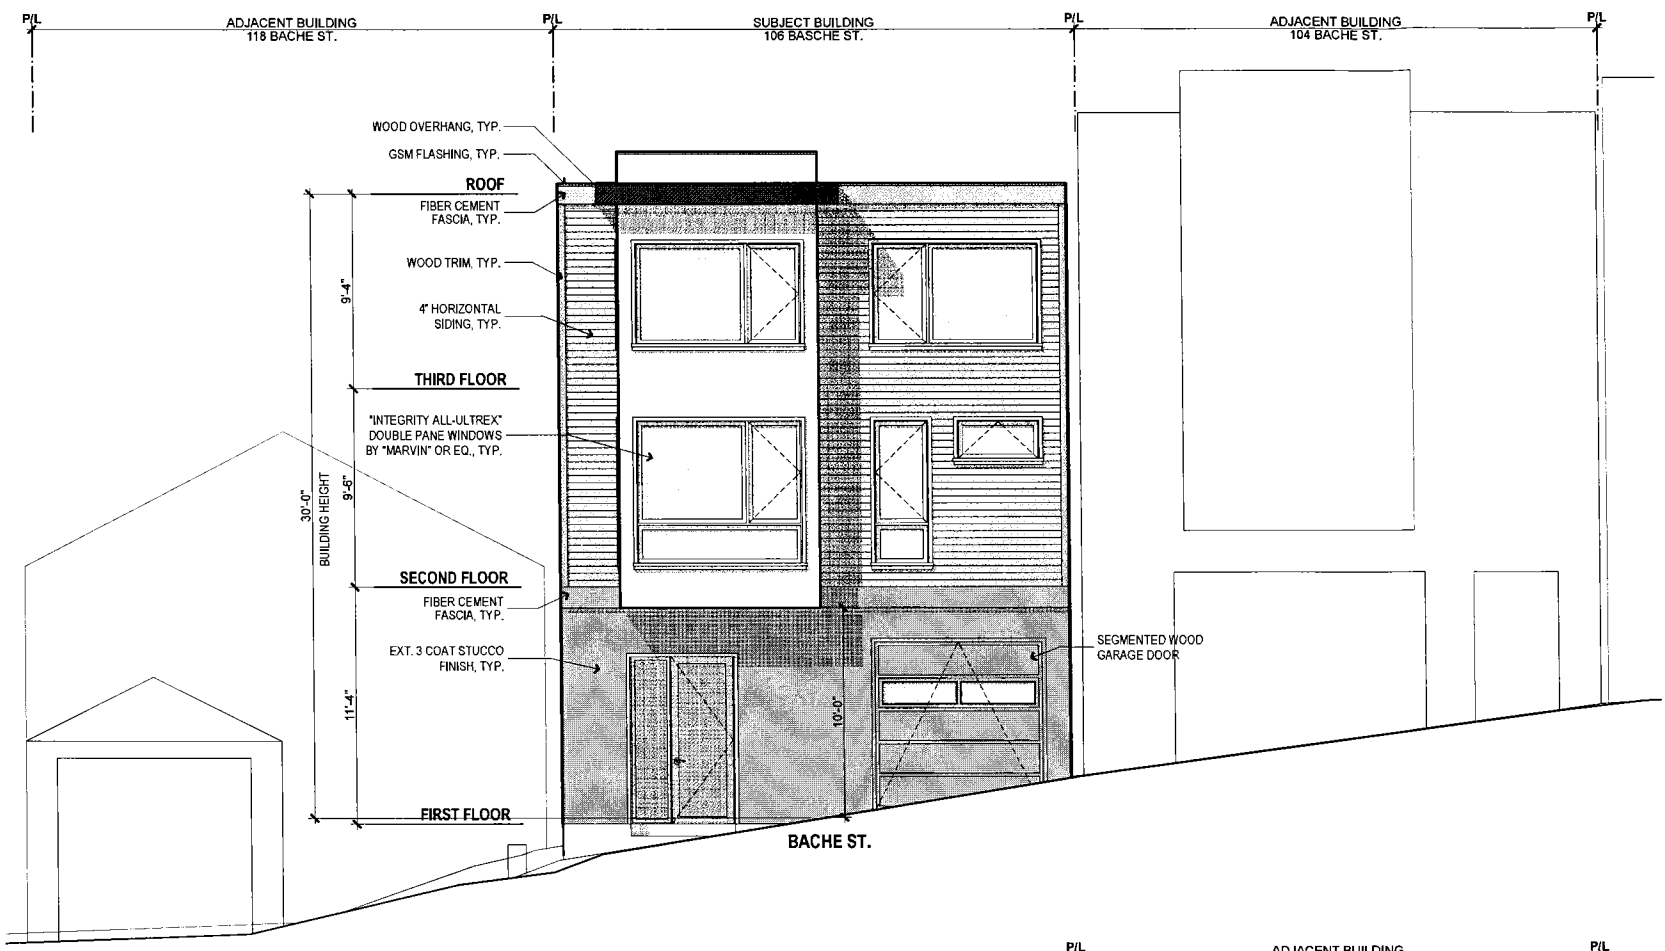 P/L
ADJACENT BUILDING
118 BACHE ST.
P/L
SUBJECT BUILDING
106 BASCHE ST.
P/L
ADJACENT BUILDING
104 BACHE ST.
P/L
WOOD OVERHANG, TYP.
GSM FLASHING, TYP.
ROOF
FIBER CEMENT
FASCIA, TYP.
WOOD TRIM, TYP.
9'-4"
4" HORIZONTAL
SIDING, TYP.
THIRD FLOOR
"INTEGRITY ALL-ULTREX"
DOUBLE PANE WINDOWS
BY "MARVIN" OR EQ., TYP.
30'-0"
BUILDING HEIGHT
9'-6"
SECOND FLOOR
FIBER CEMENT
FASCIA, TYP.
EXT. 3 COAT STUCCO
FINISH, TYP.
SEGMENTED WOOD
GARAGE DOOR
11'-4"
10'-0"
FIRST FLOOR
BACHE ST.
P/L
ADJACENT BUILDING
P/L